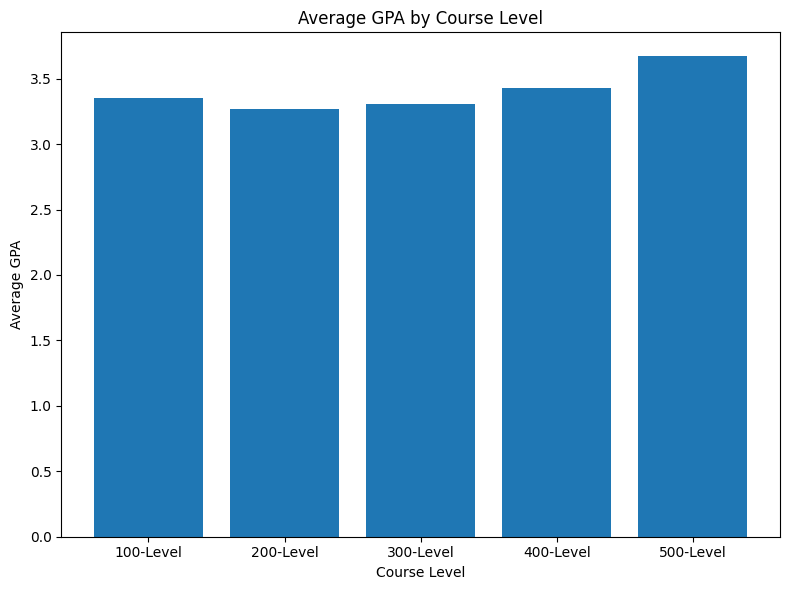 Average GPA by Course Level
Average GPA
3.5
3.0
2.5
2.0
1.5
1.0
0.5
0.0
100-Level 200-Level 300-Level 400-Level 500-Level
Course Level